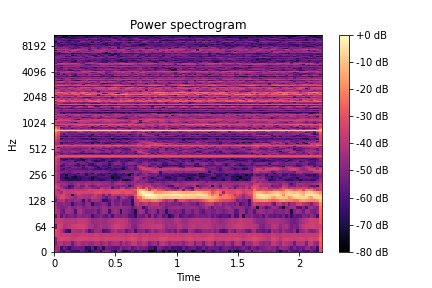 Power spectrogram
8192
4096
2048
1024
512
256
128
64
0
Hz
0 0.5 1 1.5 2
Time
+0 dB
-10 dB
-20 dB
-30 dB
-40 dB
-50 dB
-60 dB
-70 dB
-80 dB